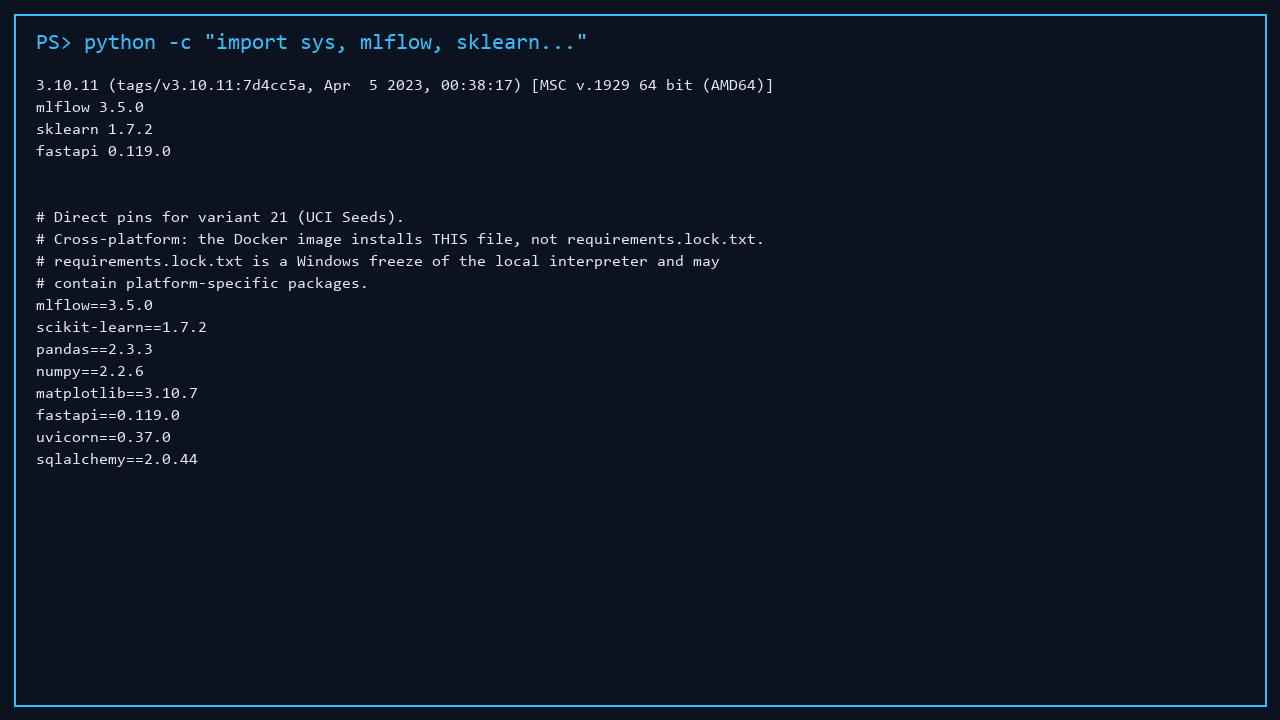 PS> python -c "import sys, mlflow, sklearn..."
3.10.11 (tags/v3.10.11:7d4cc5a, Apr  5 2023, 00:38:17) [MSC v.1929 64 bit (AMD64)]
mlflow 3.5.0
sklearn 1.7.2
fastapi 0.119.0
# Direct pins for variant 21 (UCI Seeds).
# Cross-platform: the Docker image installs THIS file, not requirements.lock.txt.
# requirements.lock.txt is a Windows freeze of the local interpreter and may
# contain platform-specific packages.
mlflow==3.5.0
scikit-learn==1.7.2
pandas==2.3.3
numpy==2.2.6
matplotlib==3.10.7
fastapi==0.119.0
uvicorn==0.37.0
sqlalchemy==2.0.44